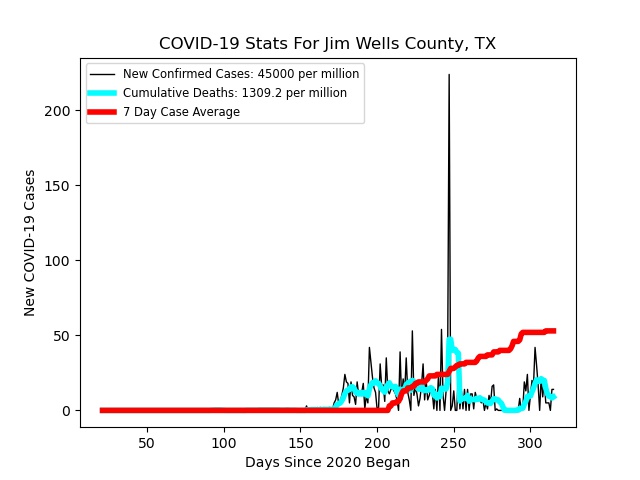 COVID-19 Stats For Jim Wells County, TX
New Confirmed Cases: 45000 per million
Cumulative Deaths: 1309.2 per million
7 Day Case Average
New COVID-19 Cases
200
150
100
50
0
50 100 150 200 250 300
Days Since 2020 Began